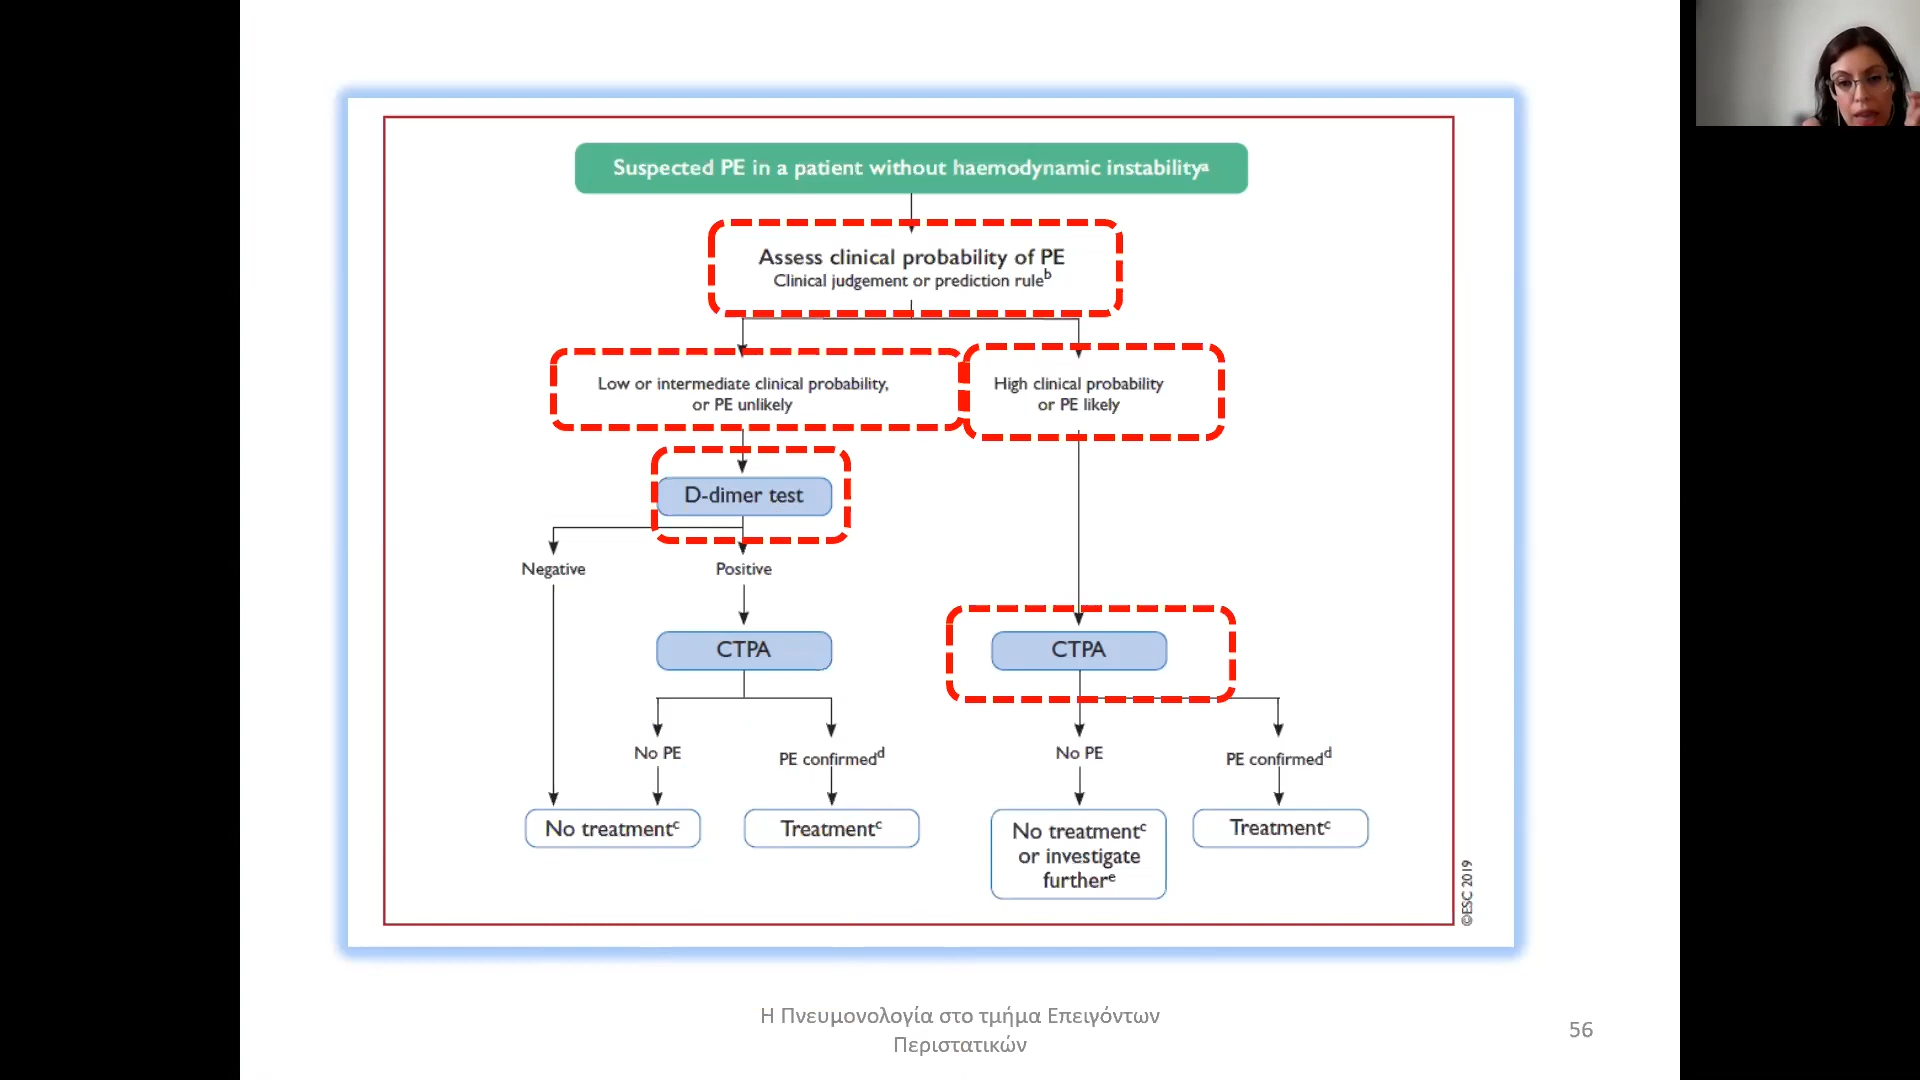 Suspected PE in a patient without haemodynamic instabilityᵃ
Assess clinical probability of PE
Clinical judgement or prediction ruleᵇ
Low or intermediate clinical probability,
or PE unlikely
High clinical probability
or PE likely
D-dimer test
Negative
Positive
CTPA
CTPA
No PE
PE confirmedᵈ
No PE
PE confirmedᵈ
No treatmentᶜ
Treatmentᶜ
No treatmentᶜ
or investigate
furtherᵉ
Treatmentᶜ
©ESC 2019
Η Πνευμονολογία στο τμήμα Επειγόντων
Περιστατικών
56